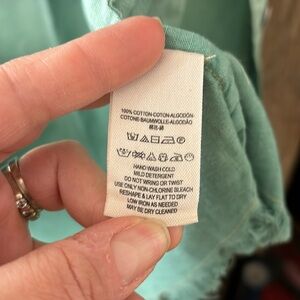 100% COTTON-COTON-ALGODÓN-
COTONE-BAUMWOLLE-ALGODÃO
HAND WASH COLD
MILD DETERGENT
DO NOT WRING OR TWIST
USE ONLY NON-CHLORINE BLEACH
RESHAPE & LAY FLAT TO DRY
LOW IRON AS NEEDED
MAY BE DRY CLEANED